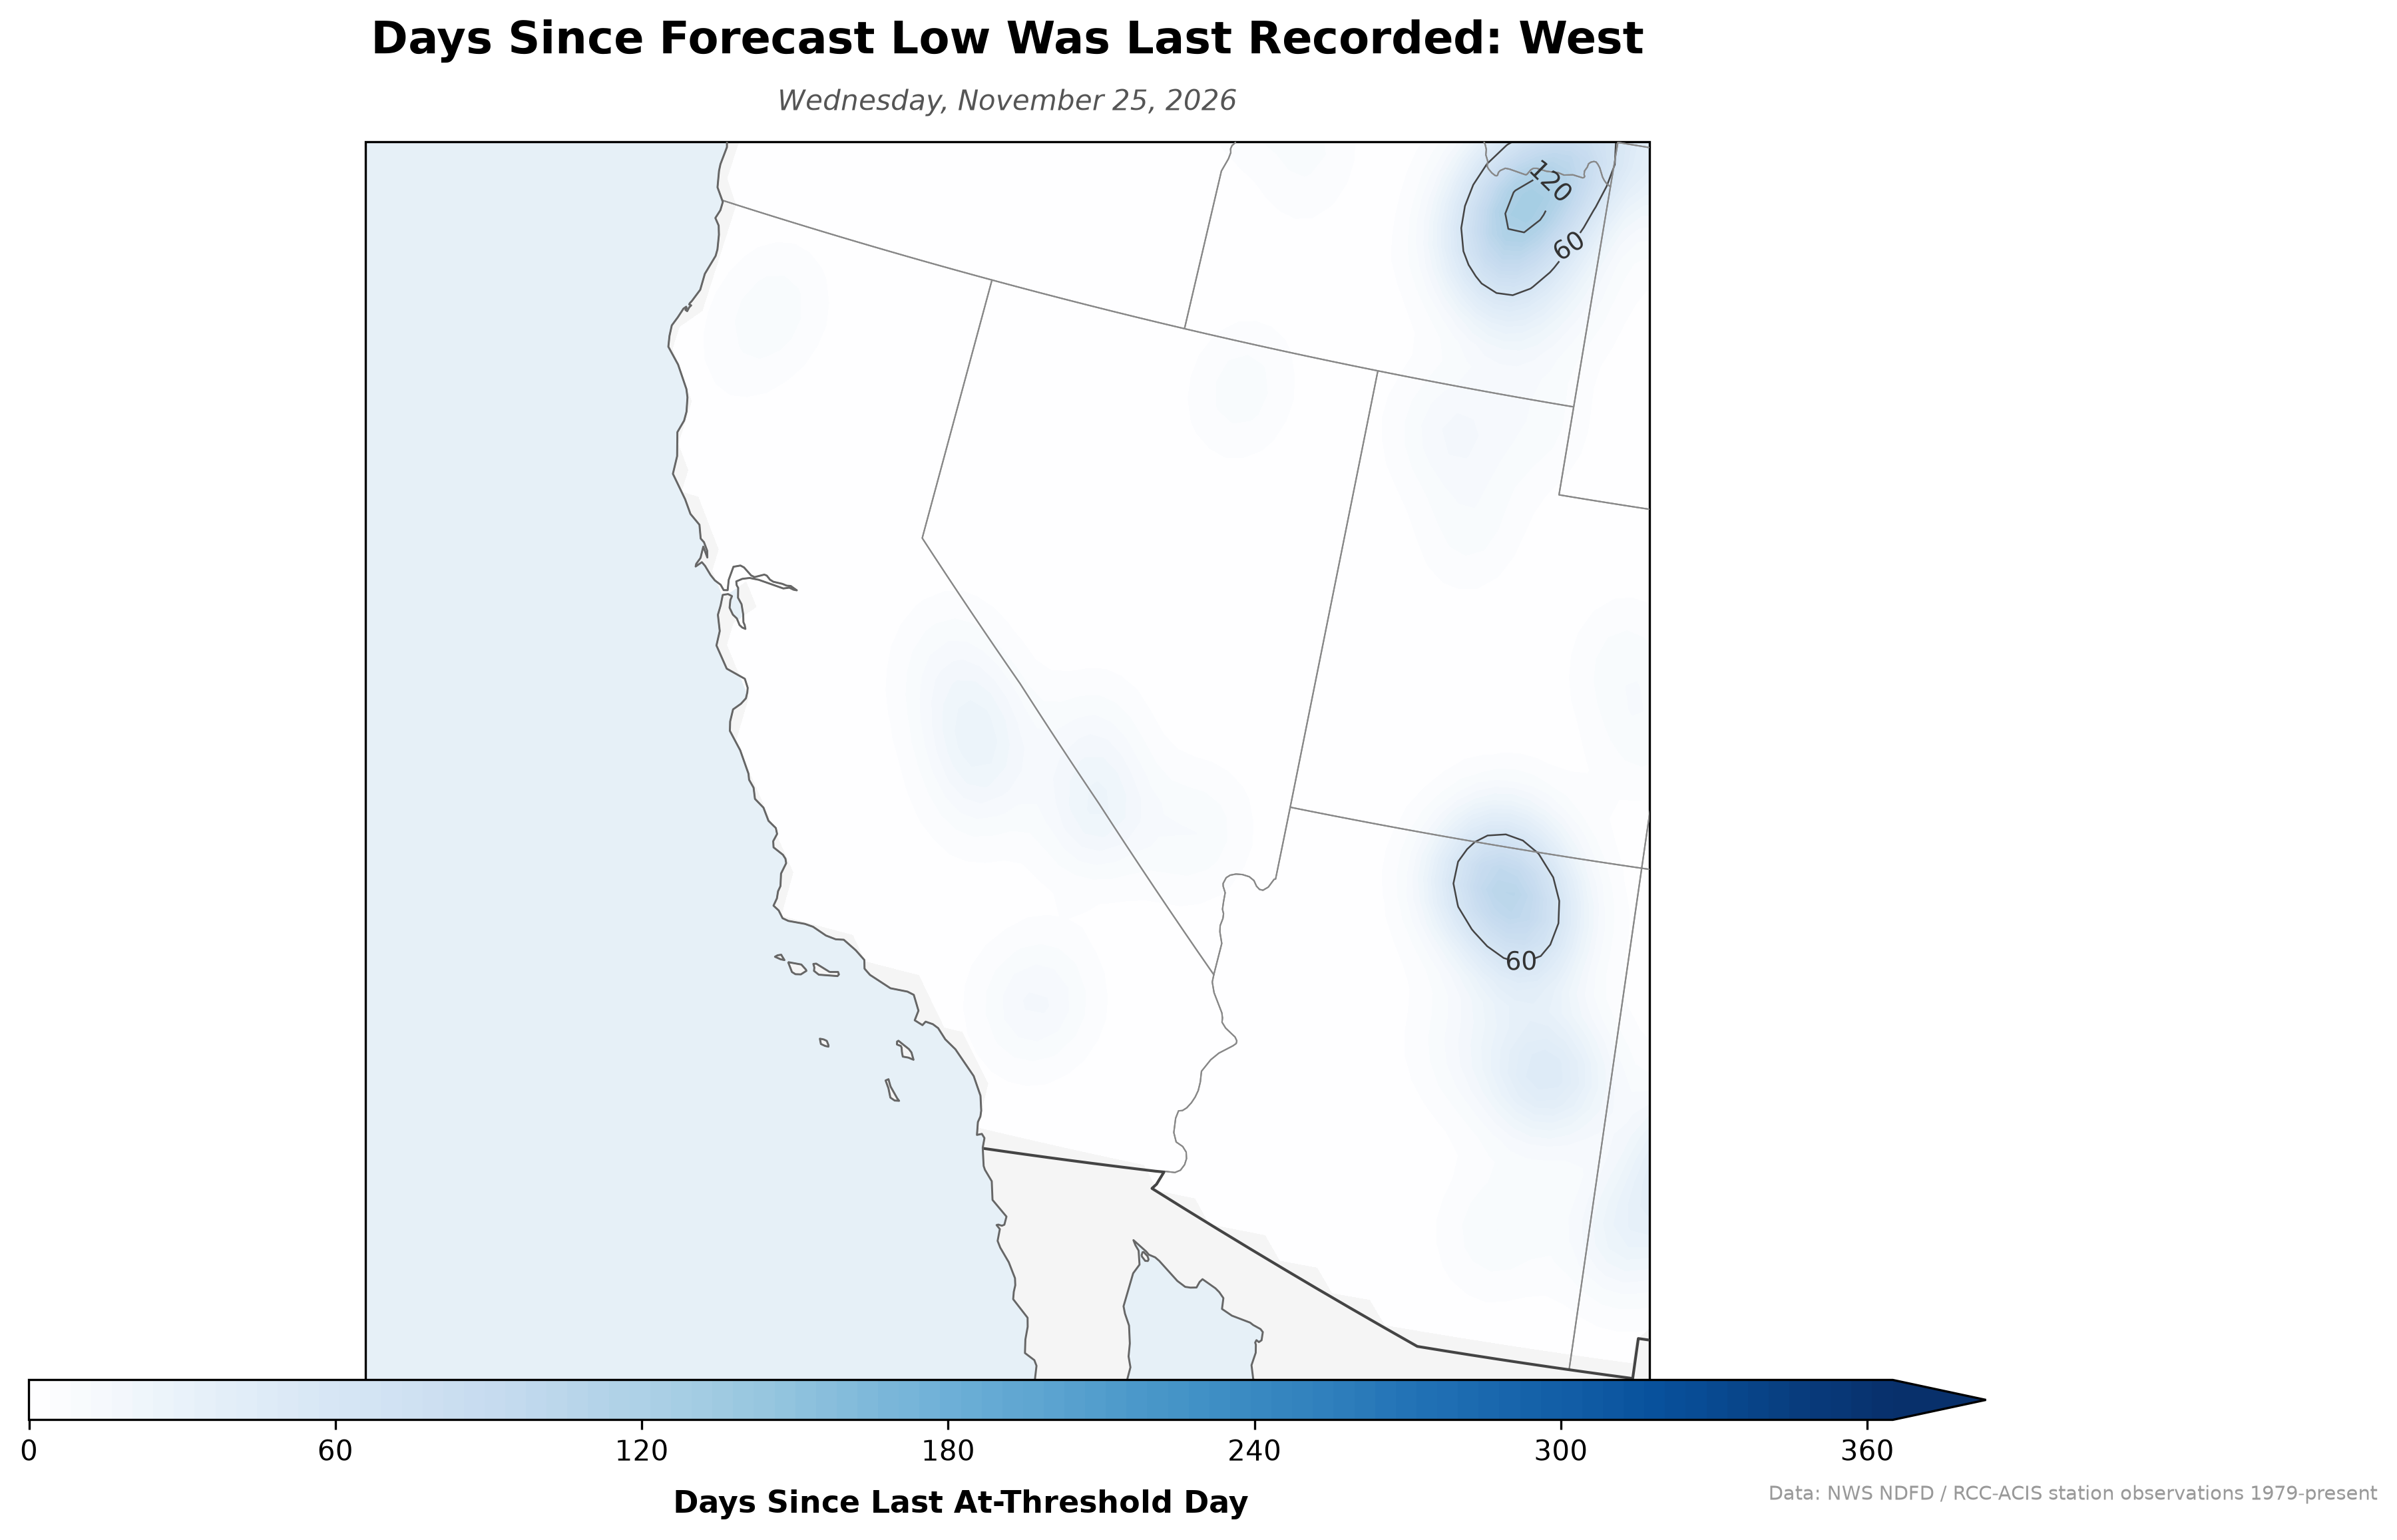 Days Since Forecast Low Was Last Recorded: West
Wednesday, November 25, 2026
120
60
60
0 60 120 180 240 300 360
Days Since Last At-Threshold Day
Data: NWS NDFD / RCC-ACIS station observations 1979-present